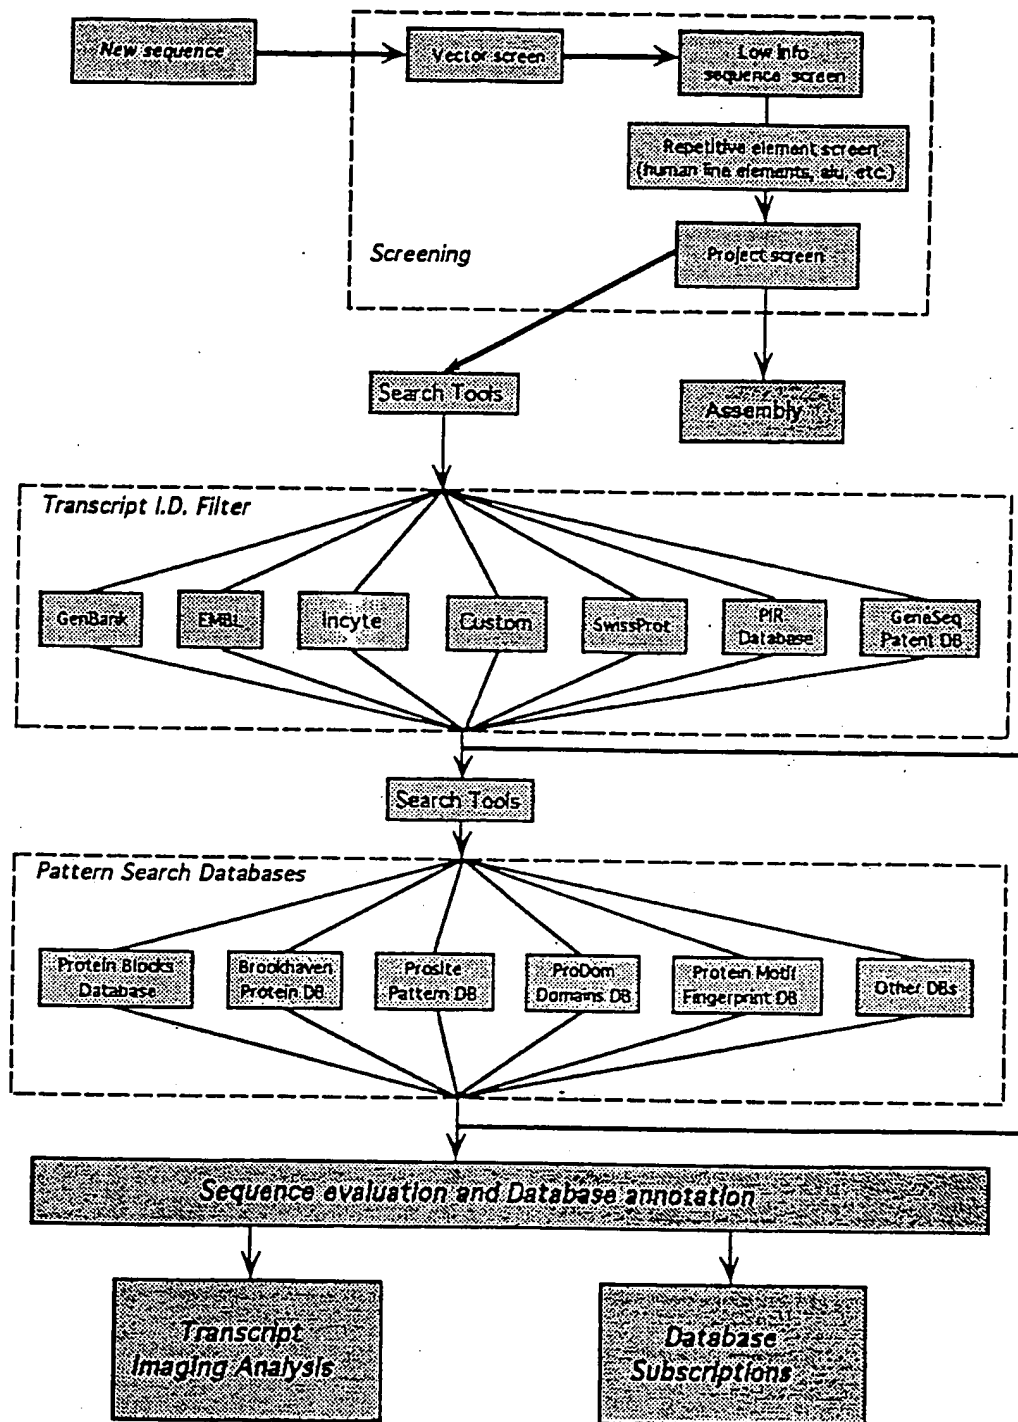 New sequence
Vector screen
Low info
sequence screen
Repetitive element screen
(human line elements, alu, etc.)
Screening
Project screen
Search Tools
Assembly
Transcript I.D. Filter
GenBank
EMBL
Incyte
Custom
SwissProt
PIR
Database
GeneSeq
Patent DB
Search Tools
Pattern Search Databases
Protein Blocks
Database
Brookhaven
Protein DB
Prosite
Pattern DB
ProDom
Domains DB
Protein Motif
Fingerprint DB
Other DBs
Sequence evaluation and Database annotation
Transcript
Imaging Analysis
Database
Subscriptions